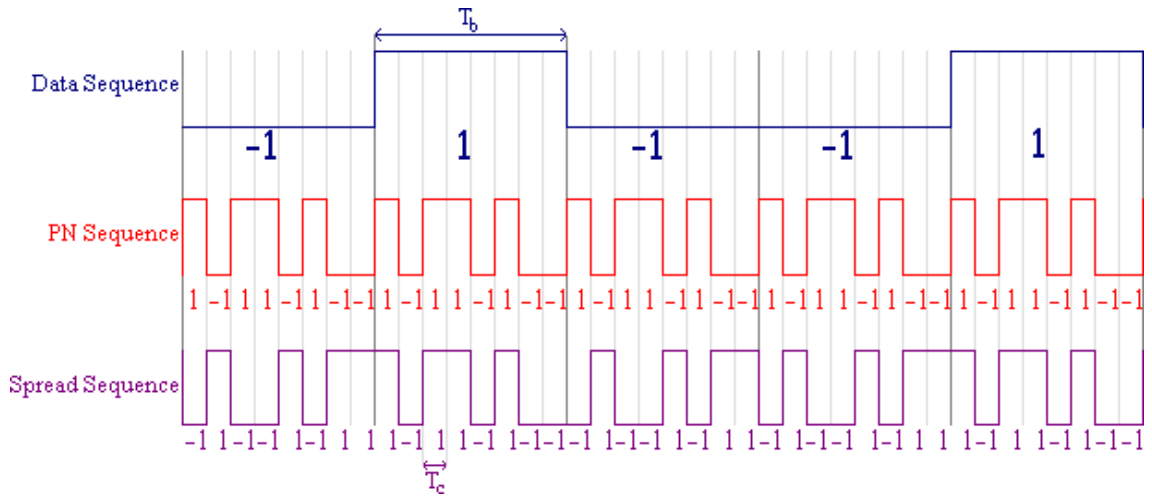 T_b
Data Sequence
-1 1 -1 -1 1
PN Sequence
1 -1 1 1 -1 1 -1 -1 1 -1 1 1 -1 1 -1 -1 1 -1 1 1 -1 1 -1 -1 1 -1 1 1 -1 1 -1 -1 1 -1 1 1 -1 1 -1 -1
Spread Sequence
-1 1 -1 -1 1 -1 1 1 1 -1 1 1 -1 1 -1 -1 -1 1 -1 -1 1 -1 1 1 -1 1 -1 -1 1 -1 1 1 1 -1 1 1 -1 1 -1 -1
T_c